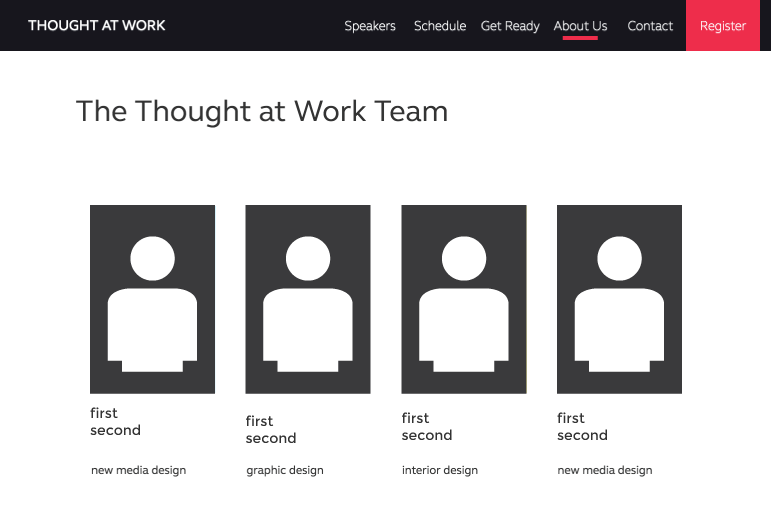 THOUGHT AT WORK
Speakers Schedule Get Ready About Us Contact Register
The Thought at Work Team
first
second
new media design
first
second
graphic design
first
second
interior design
first
second
new media design